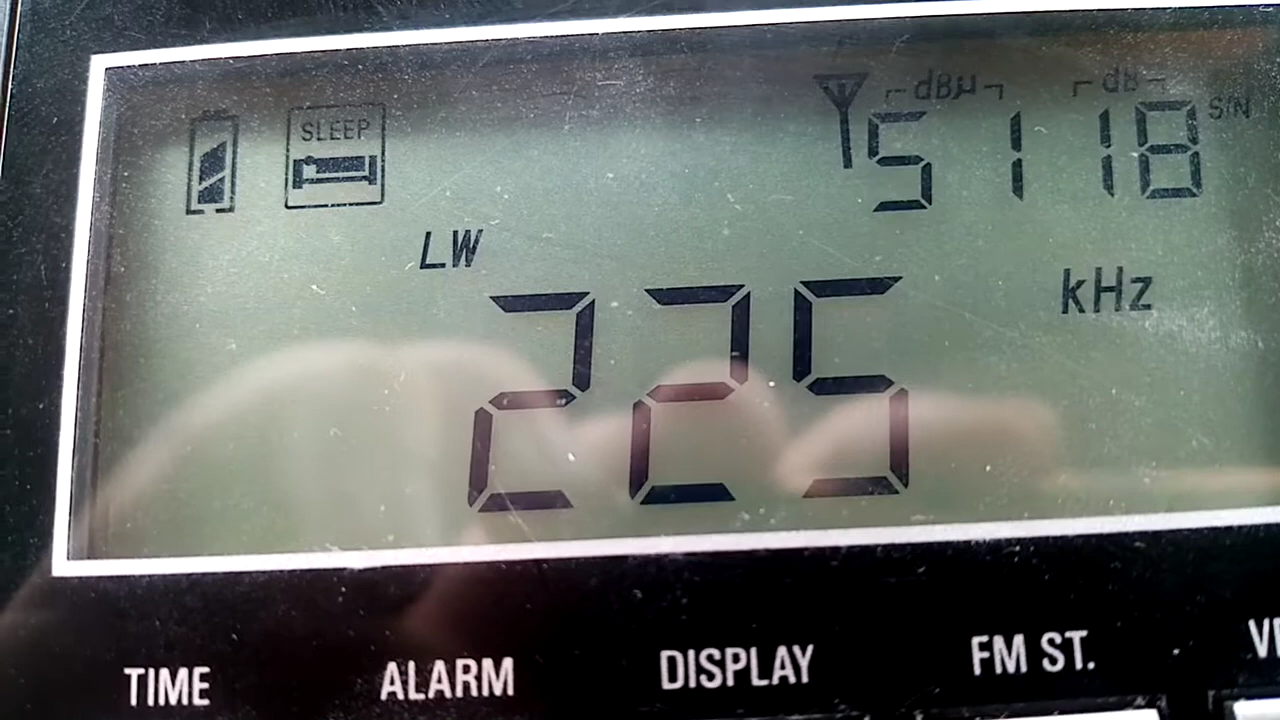 dBµ dB
SLEEP 51 18 S/N
LW
225 kHz
TIME ALARM DISPLAY FM ST.